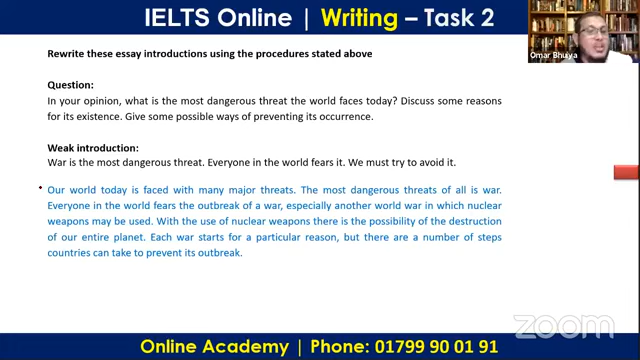 IELTS Online | Writing – Task 2
Omar Bhuiya
Rewrite these essay introductions using the procedures stated above
Question:
In your opinion, what is the most dangerous threat the world faces today? Discuss some reasons
for its existence. Give some possible ways of preventing its occurrence.
Weak introduction:
War is the most dangerous threat. Everyone in the world fears it. We must try to avoid it.
Our world today is faced with many major threats. The most dangerous threats of all is war.
Everyone in the world fears the outbreak of a war, especially another world war in which nuclear
weapons may be used. With the use of nuclear weapons there is the possibility of the destruction
of our entire planet. Each war starts for a particular reason, but there are a number of steps
countries can take to prevent its outbreak.
zoom
Online Academy | Phone: 01799 90 01 91